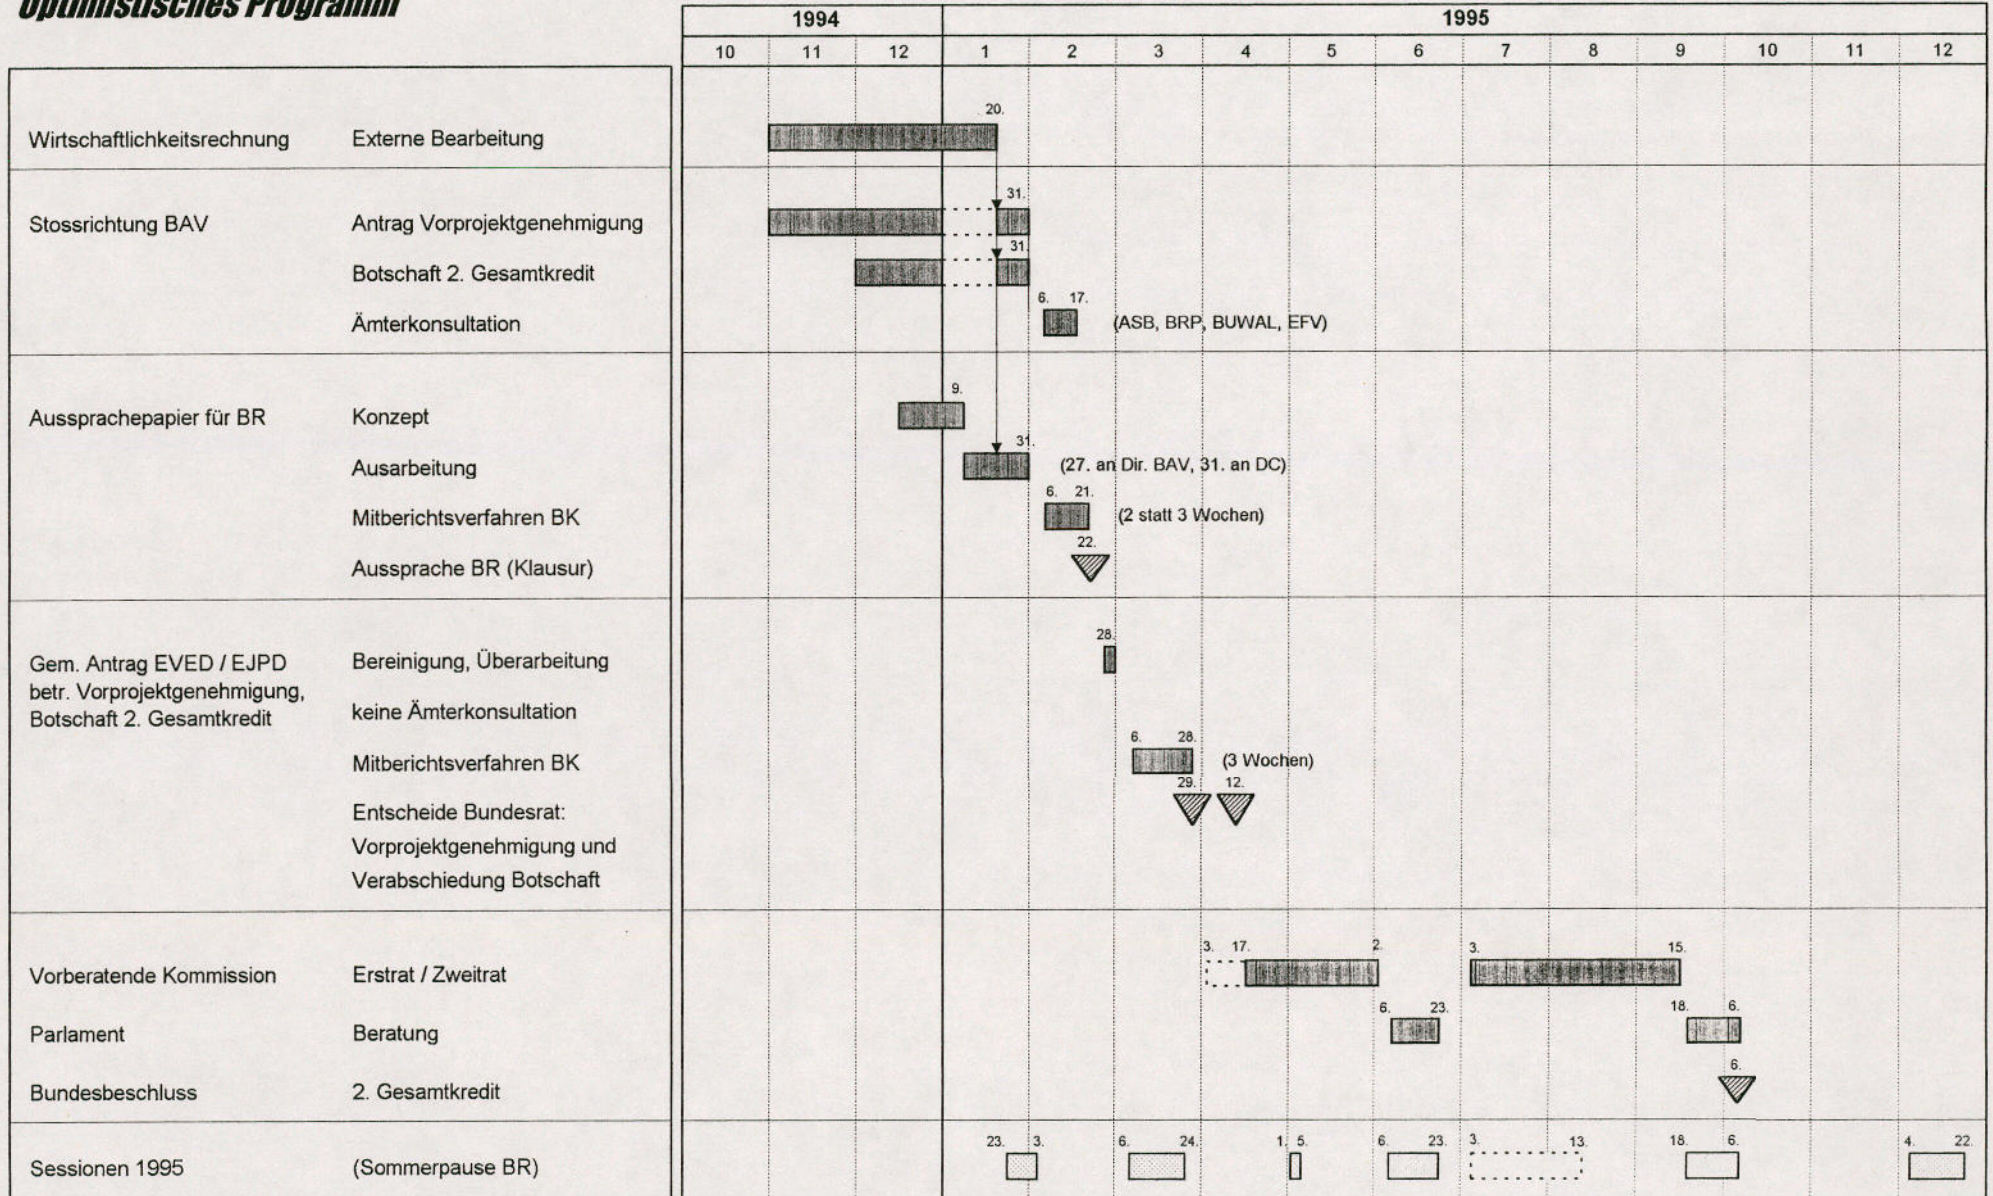 optimistisches Programm
1994 1995
10 11 12 1 2 3 4 5 6 7 8 9 10 11 12
20.
Wirtschaftlichkeitsrechnung Externe Bearbeitung
31.
Stossrichtung BAV Antrag Vorprojektgenehmigung
31.
Botschaft 2. Gesamtkredit
6. 17.
Ämterkonsultation (ASB, BRP, BUWAL, EFV)
9.
Aussprachepapier für BR Konzept
31.
Ausarbeitung (27. an Dir. BAV, 31. an DC)
6. 21.
Mitberichtsverfahren BK (2 statt 3 Wochen)
22.
Aussprache BR (Klausur)
28.
Gem. Antrag EVED / EJPD Bereinigung, Überarbeitung
betr. Vorprojektgenehmigung,
Botschaft 2. Gesamtkredit keine Ämterkonsultation
6. 28.
Mitberichtsverfahren BK (3 Wochen)
29. 12.
Entscheide Bundesrat:
Vorprojektgenehmigung und
Verabschiedung Botschaft
3. 17. 2. 3. 15.
Vorberatende Kommission Erstrat / Zweitrat
6. 23. 18. 6.
Parlament Beratung
6.
Bundesbeschluss 2. Gesamtkredit
23. 3. 6. 24. 1. 5. 6. 23. 3. 13. 18. 6. 4. 22.
Sessionen 1995 (Sommerpause BR)